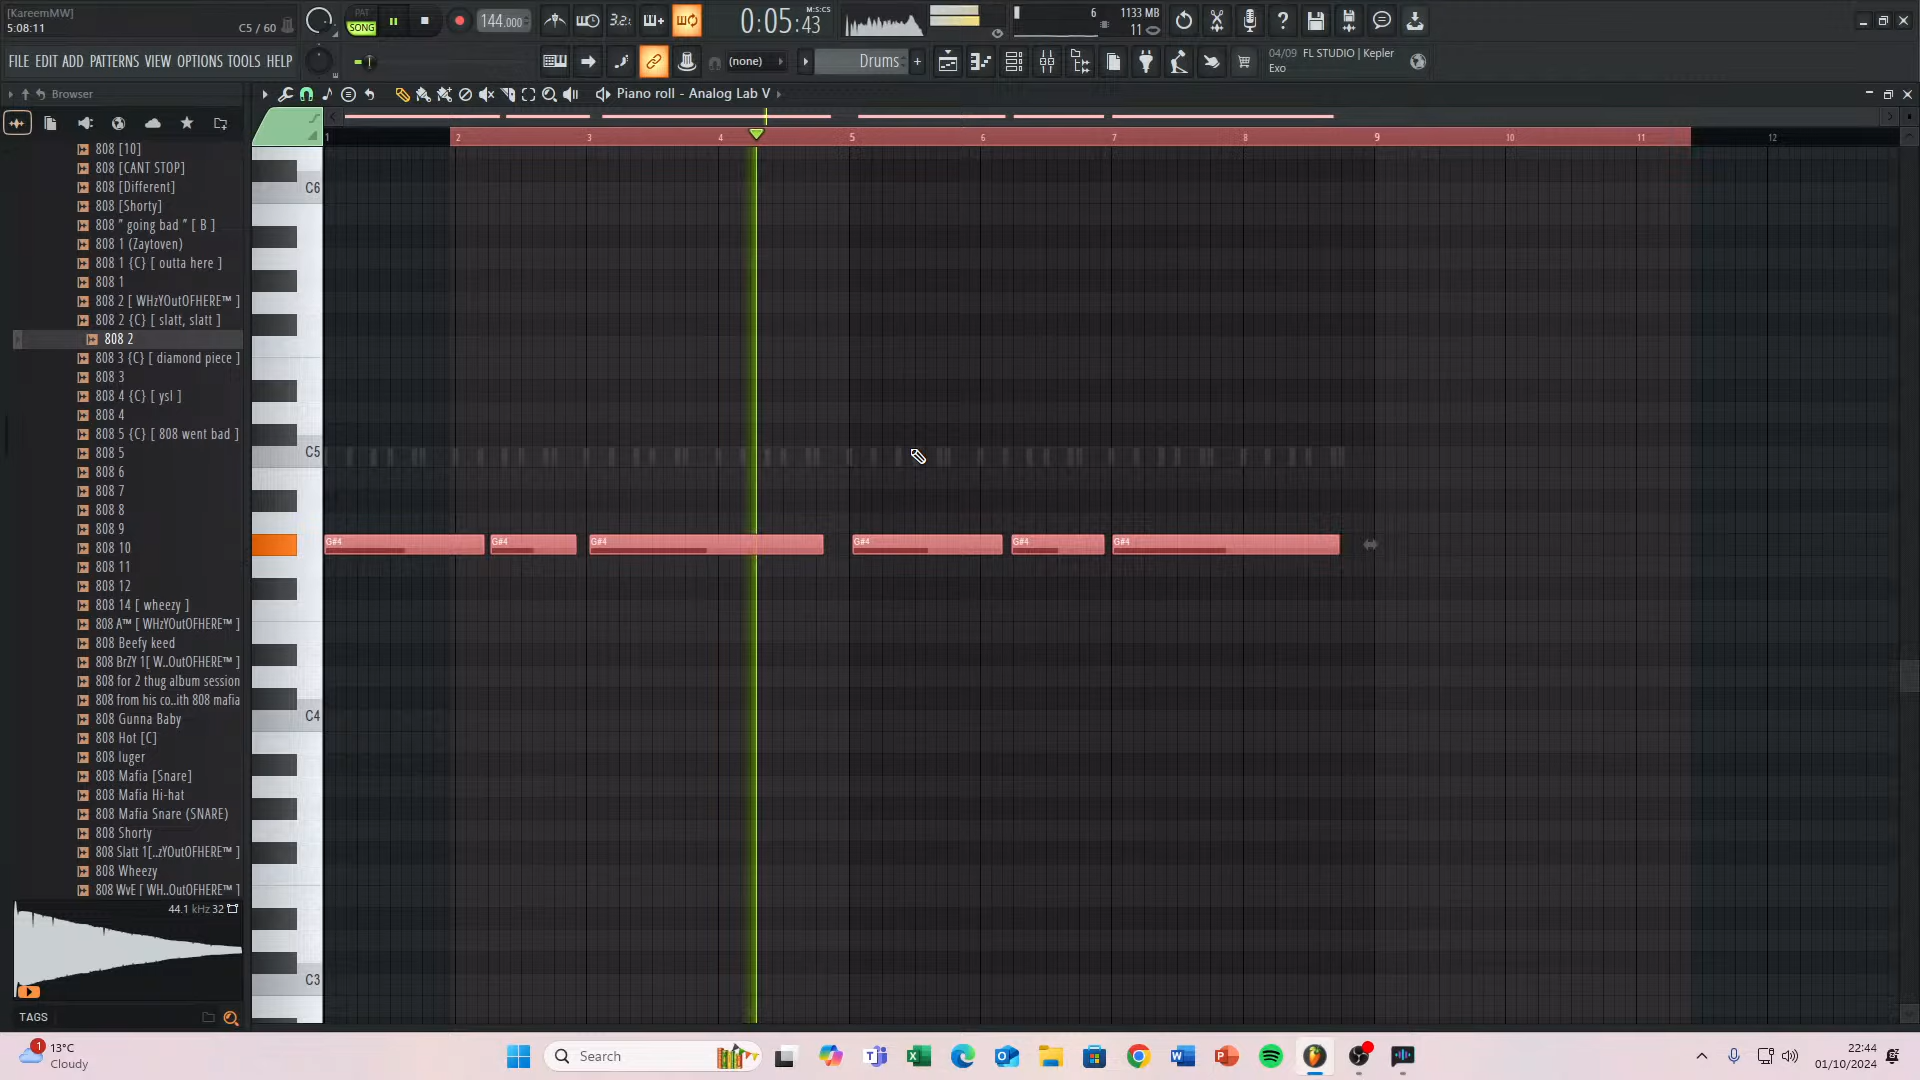 [KareemMW]
5:08:11
C5 / 60
PAT
SONG
144.000
3.2:
0:05:43
M:S:CS
6
1133 MB
11
FILE EDIT ADD PATTERNS VIEW OPTIONS TOOLS HELP
(none)
Drums
04/09 FL STUDIO | Kepler
Exo
Browser
Piano roll - Analog Lab V
808 [10]
808 [CANT STOP]
808 [Different]
808 [Shorty]
808 " going bad " [ B ]
808 1 (Zaytoven)
808 1 {C} [ outta here ]
808 1
808 2 [ WHzYOutOFHERE™ ]
808 2 {C} [ slatt, slatt ]
808 2
808 3 {C} [ diamond piece ]
808 3
808 4 {C} [ ysl ]
808 4
808 5 {C} [ 808 went bad ]
808 5
808 6
808 7
808 8
808 9
808 10
808 11
808 12
808 14 [ wheezy ]
808 A™ [ WHzYOutOFHERE™ ]
808 Beefy keed
808 BrZY 1[ W..OutOFHERE™ ]
808 for 2 thug album session
808 from his co..ith 808 mafia
808 Gunna Baby
808 Hot [C]
808 luger
808 Mafia [Snare]
808 Mafia Hi-hat
808 Mafia Snare (SNARE)
808 Shorty
808 Slatt 1[..zYOutOFHERE™ ]
808 Wheezy
808 WvE [ WH..OutOFHERE™ ]
44.1 kHz 32
TAGS
1 2 3 4 5 6 7 8 9 10 11 12
C6
C5
G#4 G#4 G#4 G#4 G#4 G#4
C4
C3
1
13°C
Cloudy
Search
22:44
01/10/2024